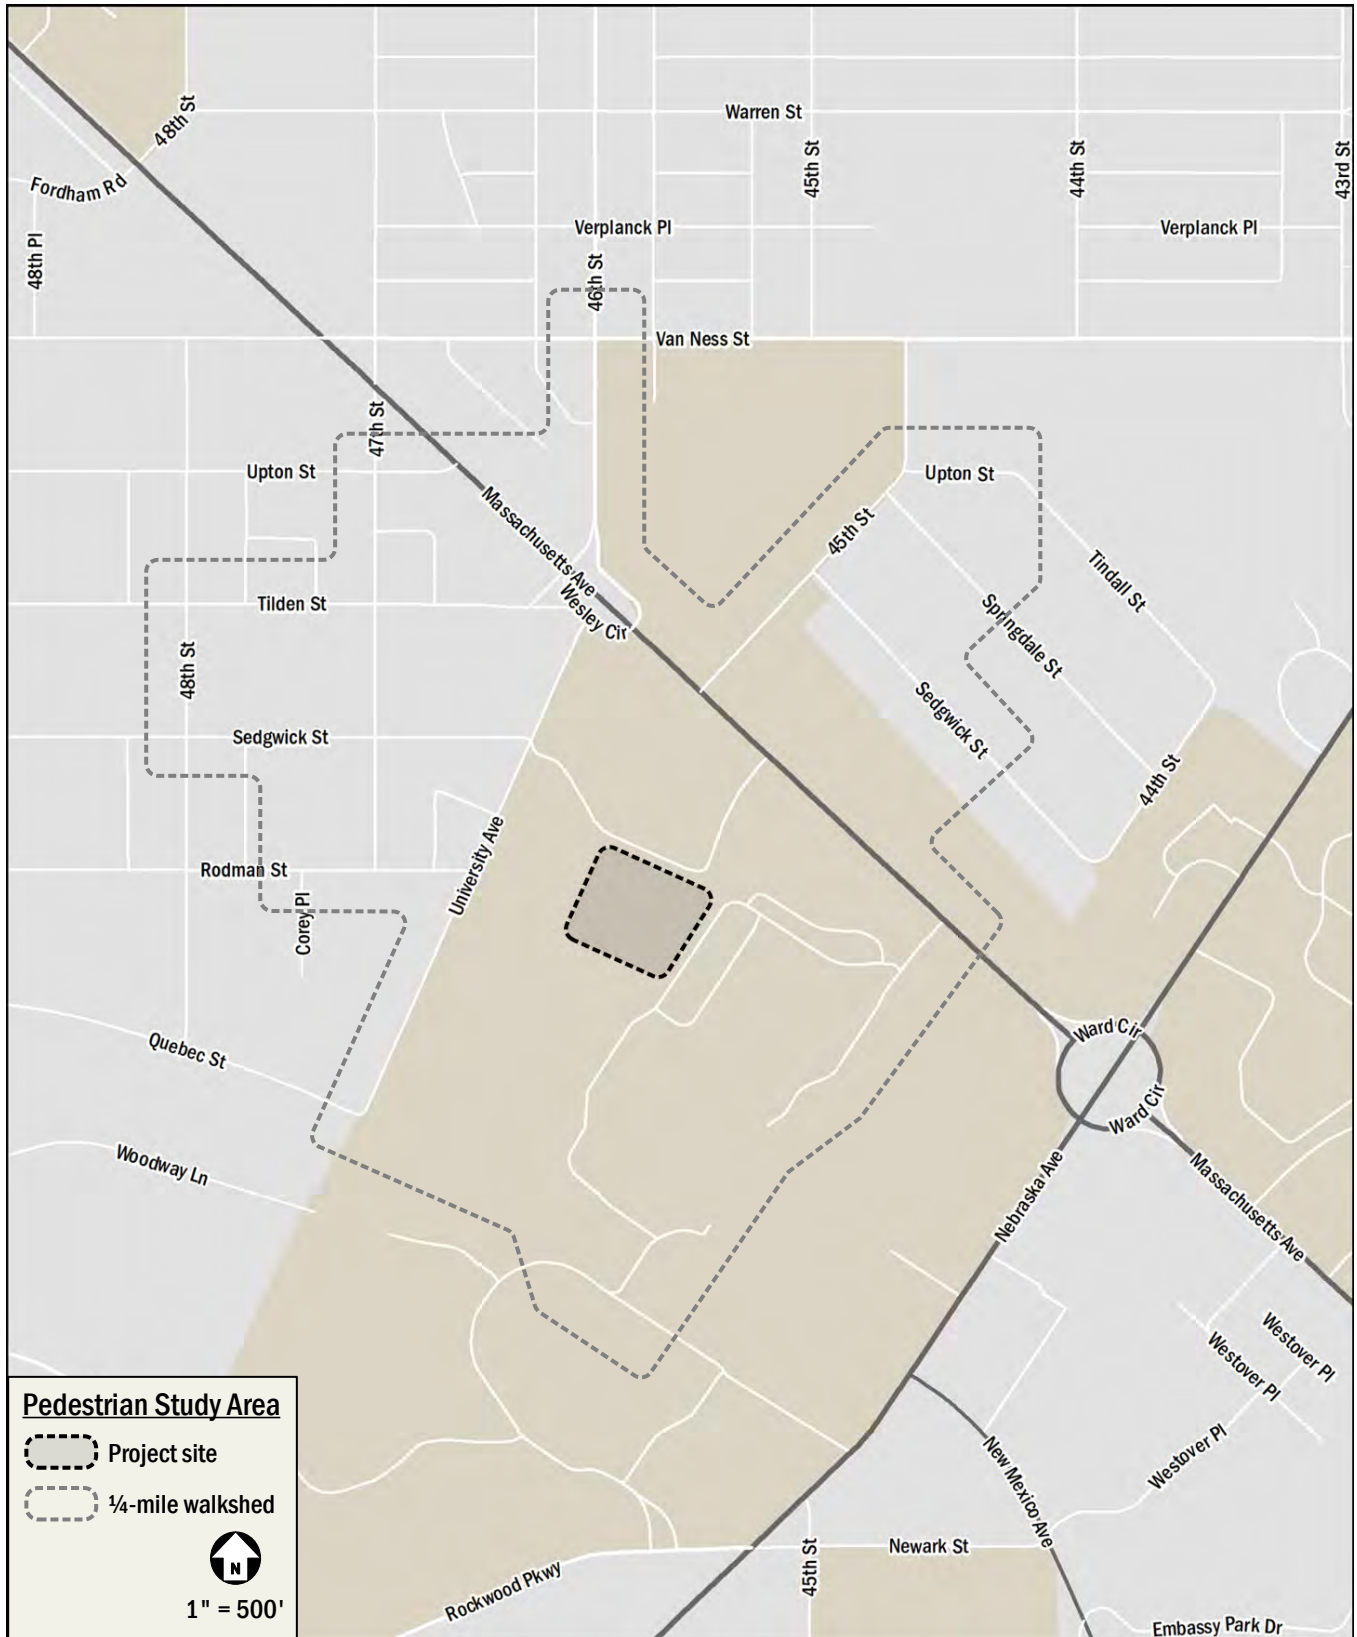 Warren St
48th St
45th St
44th St
43rd St
Fordham Rd
Verplanck Pl
Verplanck Pl
48th Pl
46th St
Van Ness St
47th St
Upton St
Upton St
Massachusetts Ave
45th St
Tindall St
Tilden St
Wesley Cir
Springdale St
48th St
Sedgwick St
Sedgwick St
44th St
University Ave
Rodman St
Corey Pl
Quebec St
Ward Cir
Ward Cir
Woodway Ln
Nebraska Ave
Massachusetts Ave
Westover Pl
Westover Pl
Westover Pl
New Mexico Ave
Newark St
45th St
Rockwood Pkwy
Embassy Park Dr
Pedestrian Study Area
Project site
¼-mile walkshed
N
1" = 500'